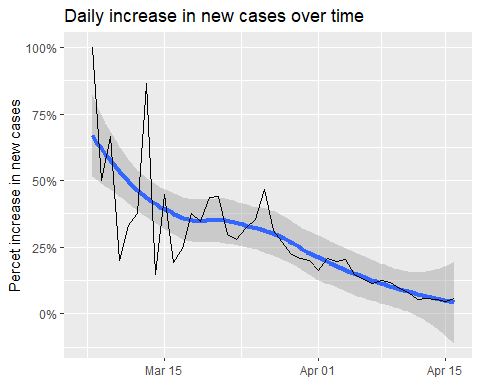 Daily increase in new cases over time
Percet increase in new cases
100%
75%
50%
25%
0%
Mar 15
Apr 01
Apr 15